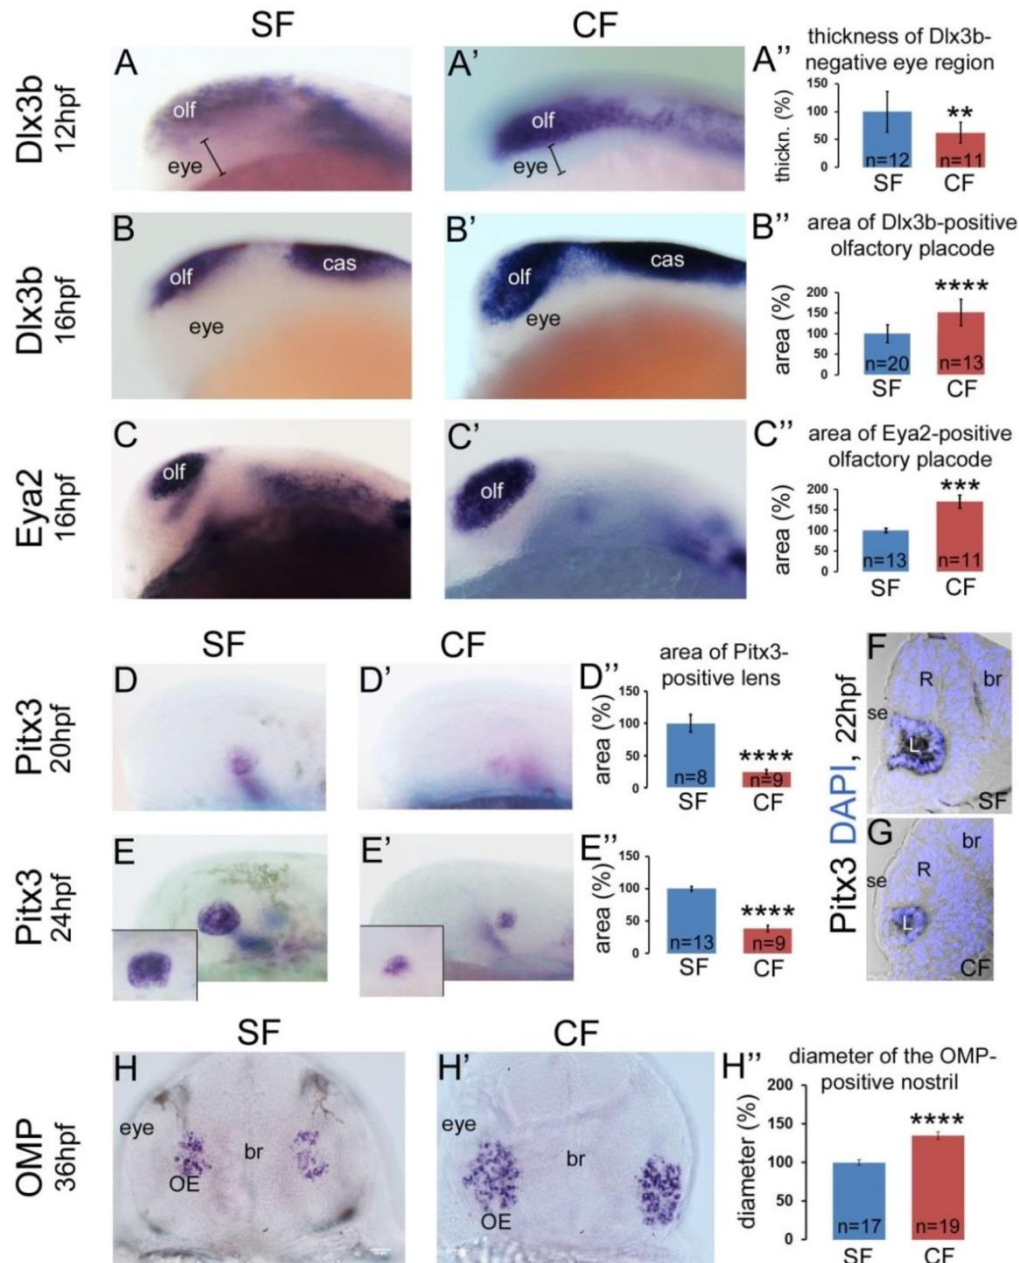 SF CF
Dlx3b
12hpf
A
olf
eye
A’
olf
eye
A’’
thickness of Dlx3b-
negative eye region
thickn. (%)
150
100
50
0
**
n=12 n=11
SF CF
Dlx3b
16hpf
B
olf
cas
eye
B’
olf
cas
eye
B’’
area of Dlx3b-positive
olfactory placode
area (%)
200
150
100
50
0
****
n=20 n=13
SF CF
Eya2
16hpf
C
olf
C’
olf
C’’
area of Eya2-positive
olfactory placode
area (%)
200
150
100
50
0
***
n=13 n=11
SF CF
SF CF
Pitx3
20hpf
D
D’
D’’
area of Pitx3-
positive lens
area (%)
150
100
50
0
****
n=8 n=9
SF CF
Pitx3
24hpf
E
E’
E’’
area (%)
150
100
50
0
****
n=13 n=9
SF CF
Pitx3 DAPI, 22hpf
F
R
br
se
L
SF
G
br
R
se
L
CF
SF CF
OMP
36hpf
H
eye
br
OE
H’
eye
br
OE
H’’
diameter of the OMP-
positive nostril
diameter (%)
200
150
100
50
0
****
n=17 n=19
SF CF